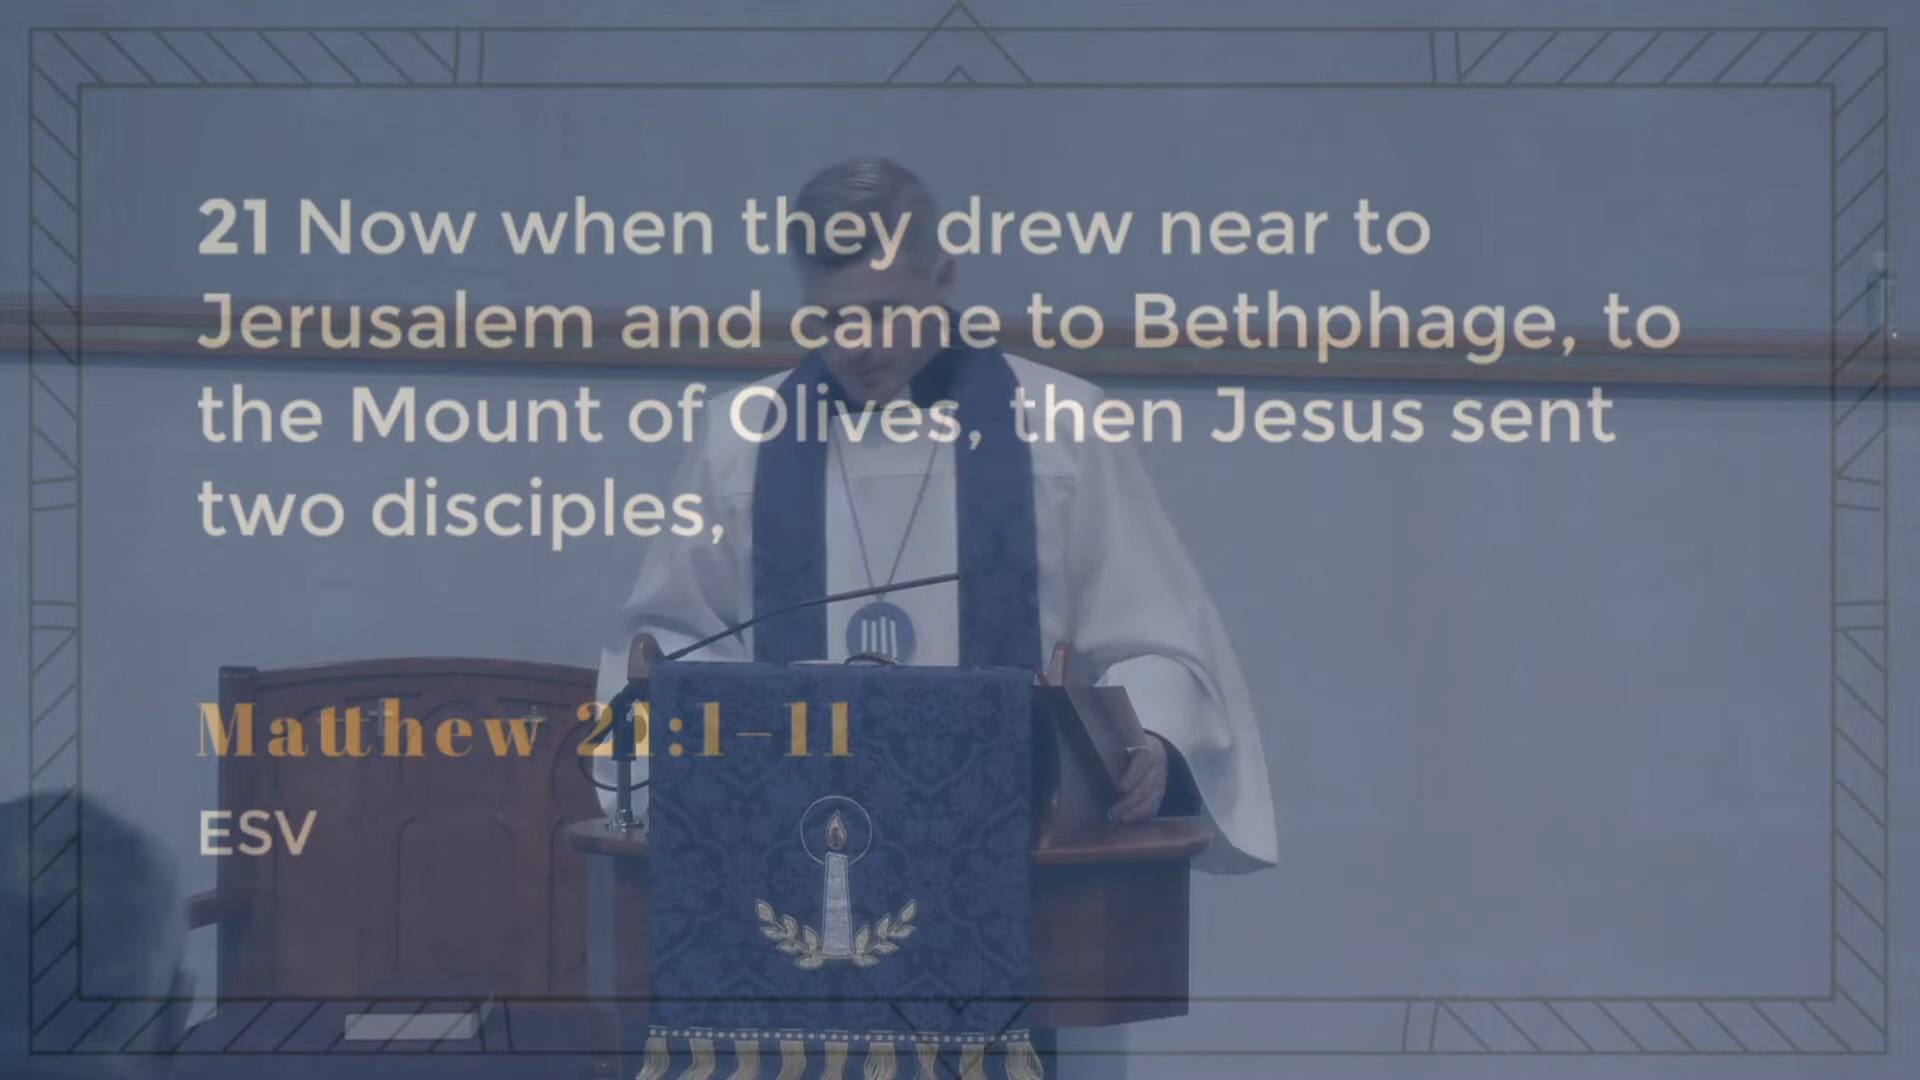 21 Now when they drew near to
Jerusalem and came to Bethphage, to
the Mount of Olives, then Jesus sent
two disciples,
Matthew 21:1–11
ESV